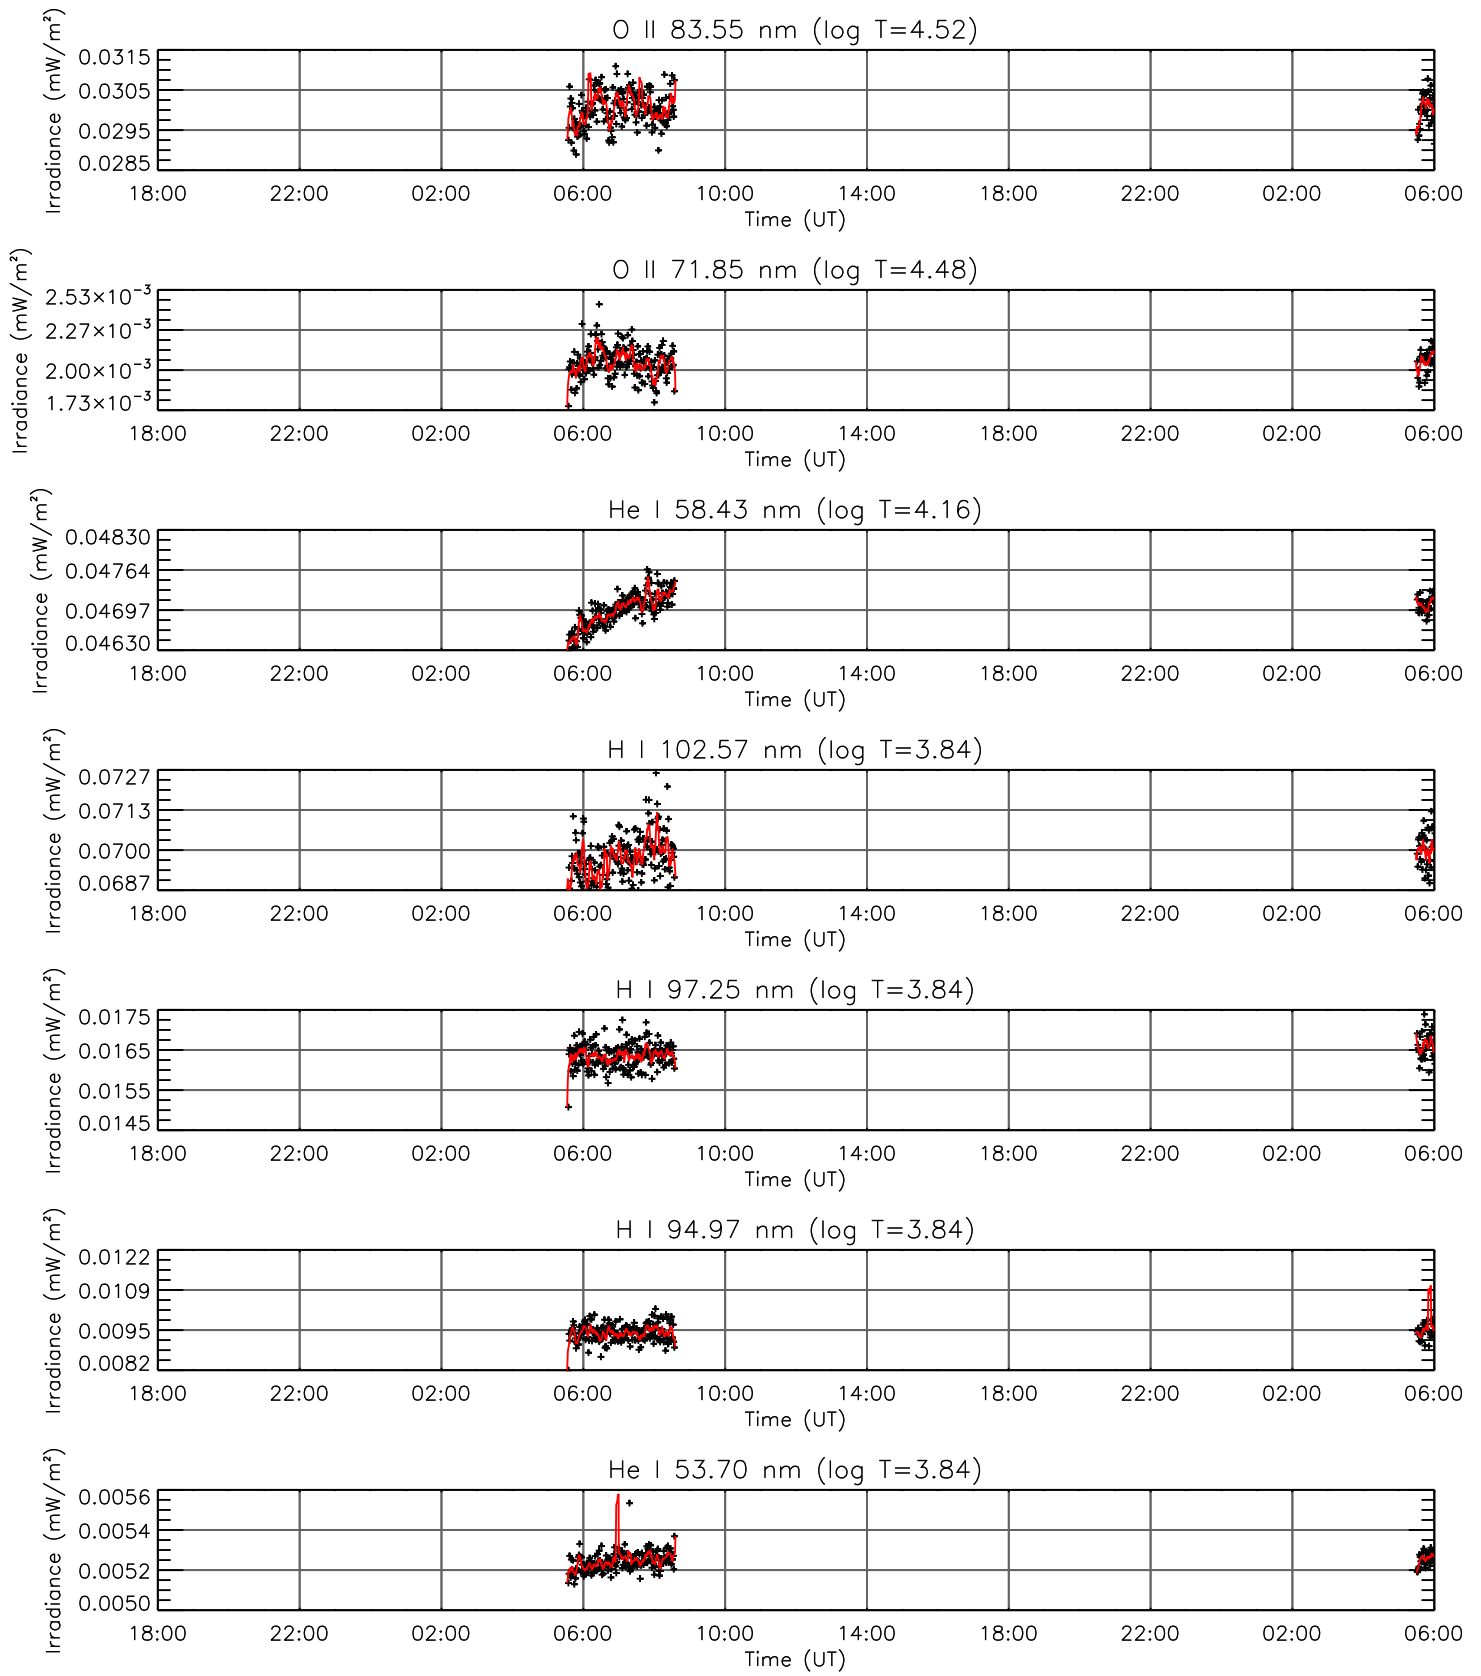 O II 83.55 nm (log T=4.52)
Irradiance (mW/m²)
0.0315
0.0305
0.0295
0.0285
18:00 22:00 02:00 06:00 10:00 14:00 18:00 22:00 02:00 06:00
Time (UT)
O II 71.85 nm (log T=4.48)
Irradiance (mW/m²)
2.53×10⁻³
2.27×10⁻³
2.00×10⁻³
1.73×10⁻³
18:00 22:00 02:00 06:00 10:00 14:00 18:00 22:00 02:00 06:00
Time (UT)
He I 58.43 nm (log T=4.16)
Irradiance (mW/m²)
0.04830
0.04764
0.04697
0.04630
18:00 22:00 02:00 06:00 10:00 14:00 18:00 22:00 02:00 06:00
Time (UT)
H I 102.57 nm (log T=3.84)
Irradiance (mW/m²)
0.0727
0.0713
0.0700
0.0687
18:00 22:00 02:00 06:00 10:00 14:00 18:00 22:00 02:00 06:00
Time (UT)
H I 97.25 nm (log T=3.84)
Irradiance (mW/m²)
0.0175
0.0165
0.0155
0.0145
18:00 22:00 02:00 06:00 10:00 14:00 18:00 22:00 02:00 06:00
Time (UT)
H I 94.97 nm (log T=3.84)
Irradiance (mW/m²)
0.0122
0.0109
0.0095
0.0082
18:00 22:00 02:00 06:00 10:00 14:00 18:00 22:00 02:00 06:00
Time (UT)
He I 53.70 nm (log T=3.84)
Irradiance (mW/m²)
0.0056
0.0054
0.0052
0.0050
18:00 22:00 02:00 06:00 10:00 14:00 18:00 22:00 02:00 06:00
Time (UT)